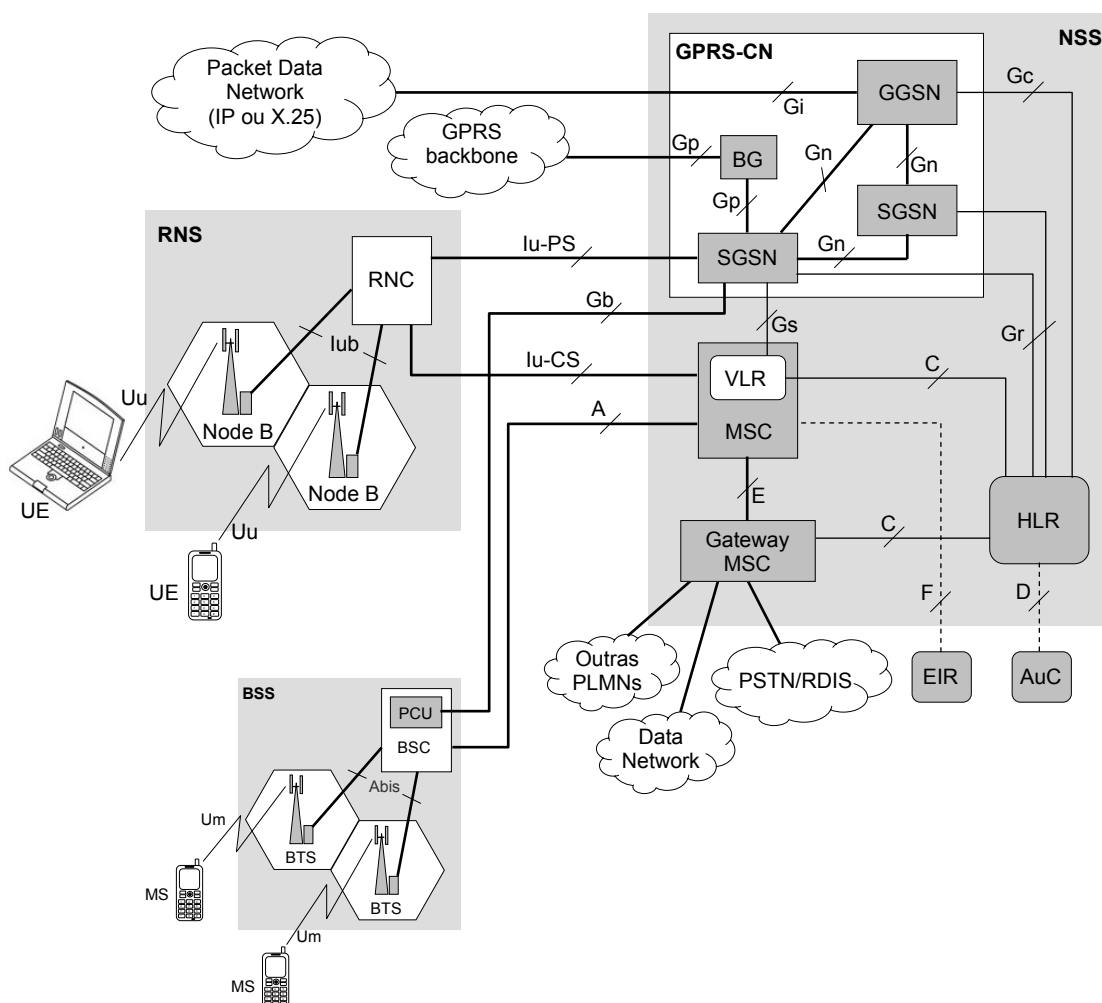 NSS
GPRS-CN
Packet Data
Network
(IP ou X.25)
Gi
GGSN
Gc
GPRS
backbone
Gp
BG
Gn
Gn
Gp
SGSN
RNS
Iu-PS
SGSN
Gn
RNC
Gb
Gs
Gr
Iub
Iu-CS
VLR
C
Uu
Node B
A
MSC
Node B
UE
E
HLR
Uu
Gateway
MSC
C
UE
F
D
Outras
PLMNs
PSTN/RDIS
EIR
AuC
BSS
PCU
BSC
Data
Network
Abis
Um
BTS
MS
BTS
Um
MS